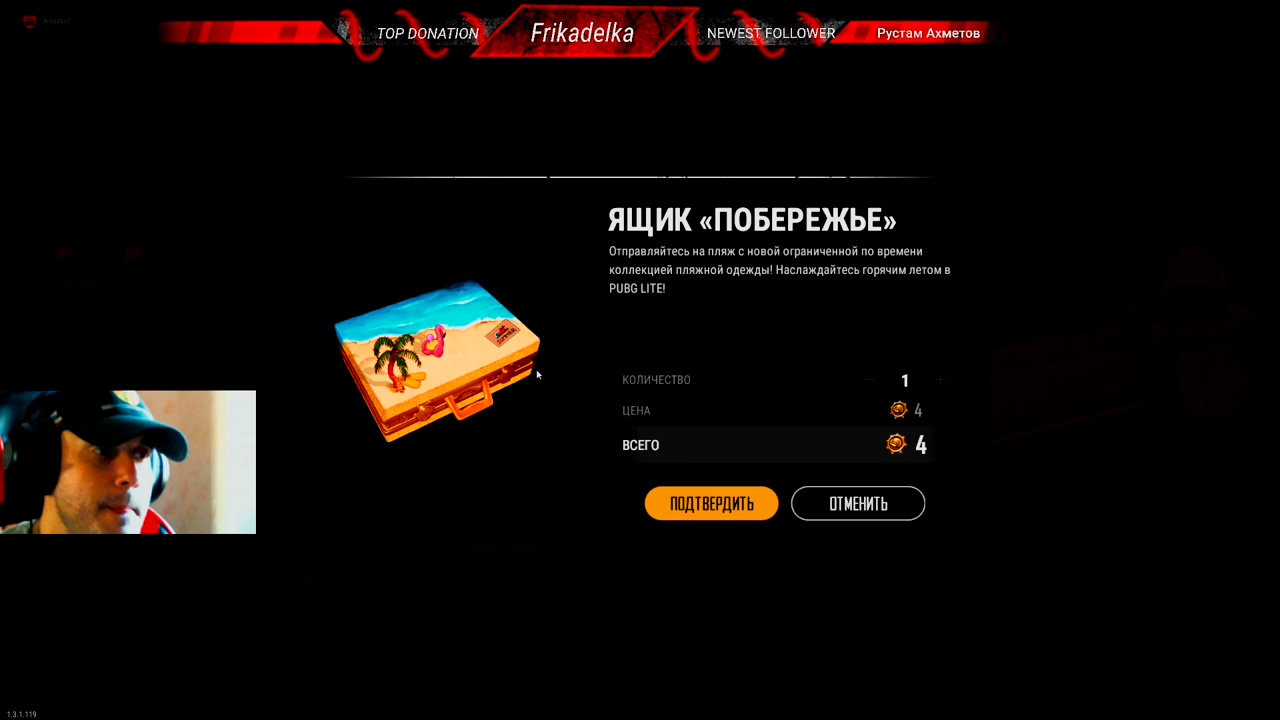 TOP DONATION
Frikadelka
NEWEST FOLLOWER
Рустам Ахметов
ЯЩИК «ПОБЕРЕЖЬЕ»
Отправляйтесь на пляж с новой ограниченной по времени
коллекцией пляжной одежды! Наслаждайтесь горячим летом в
PUBG LITE!
SUMMER
КОЛИЧЕСТВО
1
ЦЕНА
4
ВСЕГО
4
ПОДТВЕРДИТЬ
ОТМЕНИТЬ
1.3.1.119